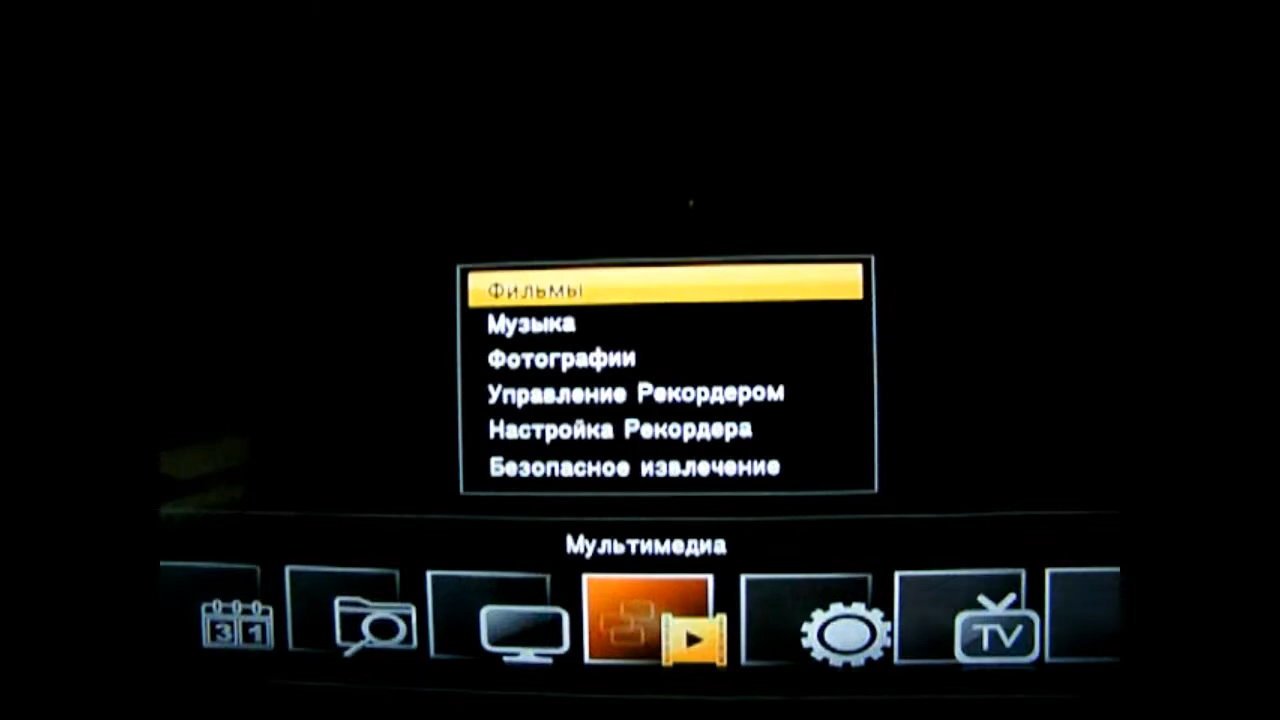 Фильмы
Музыка
Фотографии
Управление Рекордером
Настройка Рекордера
Безопасное извлечение
Мультимедиа
31
TV